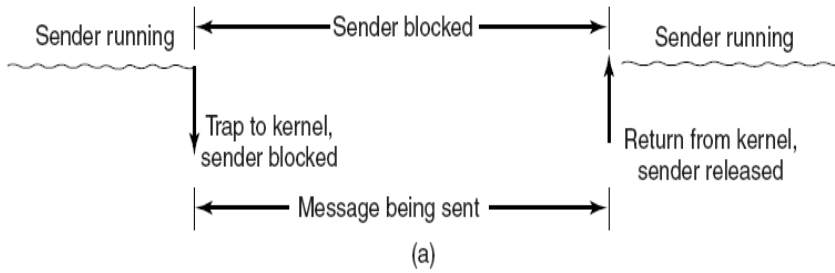 Sender running
Sender blocked
Sender running
Trap to kernel,
sender blocked
Return from kernel,
sender released
Message being sent
(a)